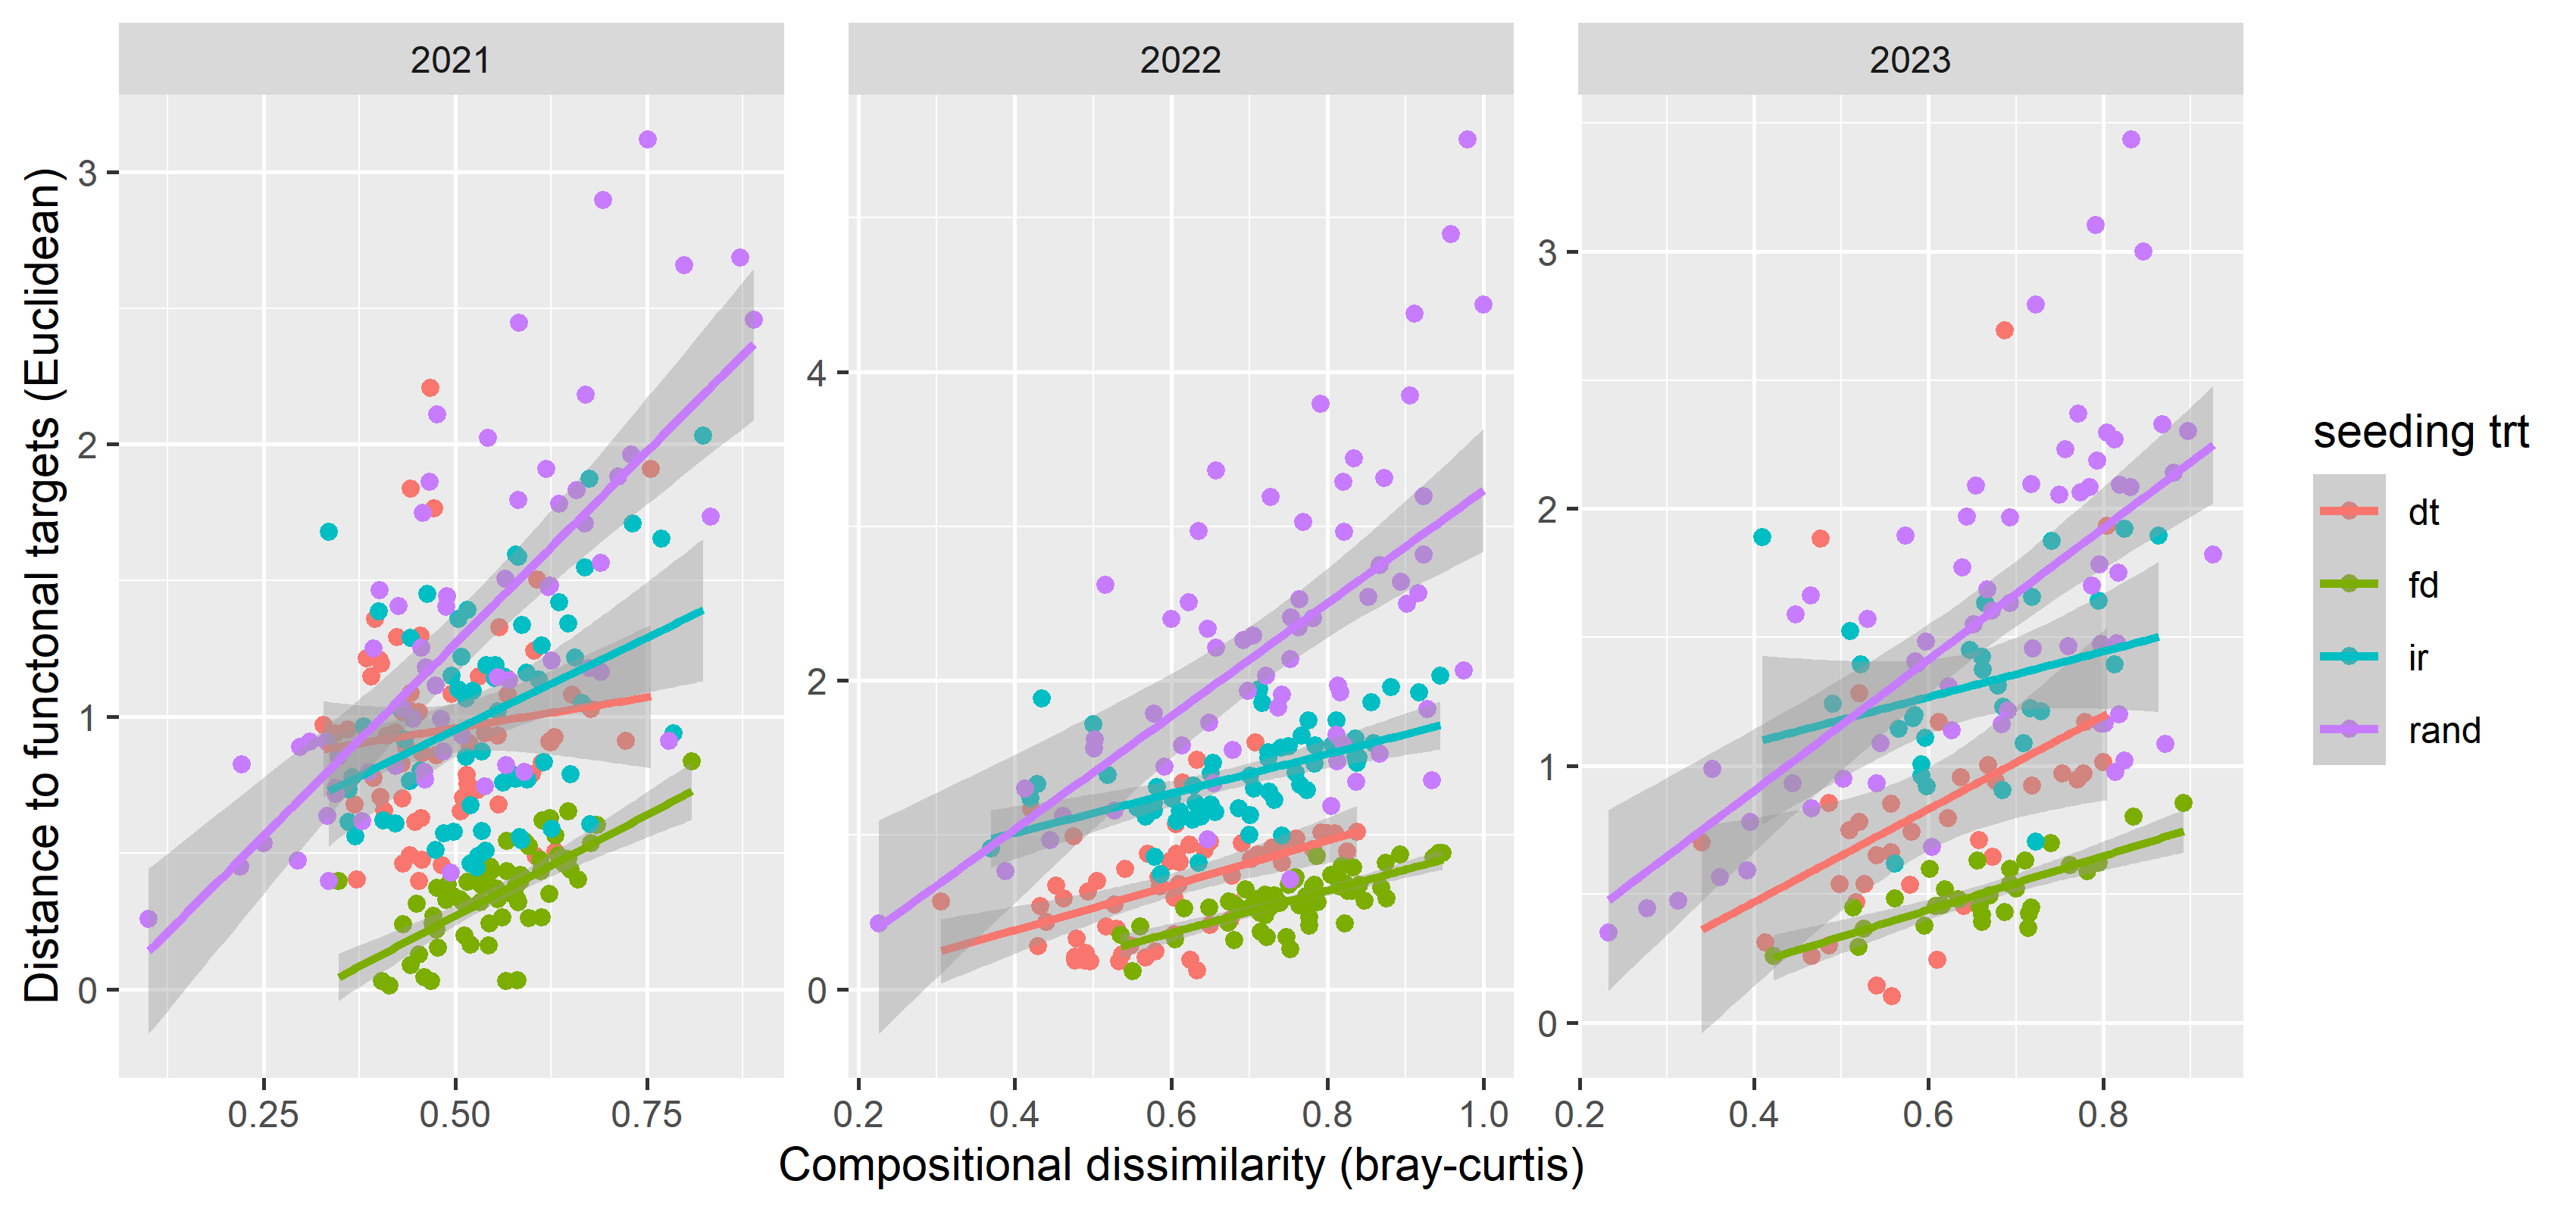 2021
2022
2023
Distance to functonal targets (Euclidean)
3
2
1
0
4
2
0
3
2
1
0
0.25 0.50 0.75
0.2 0.4 0.6 0.8 1.0
0.2 0.4 0.6 0.8
Compositional dissimilarity (bray-curtis)
seeding trt
dt
fd
ir
rand